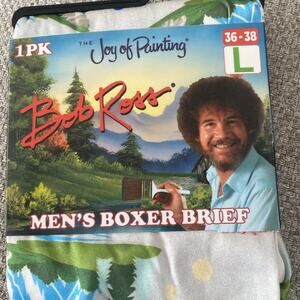 1PK
THE Joy of Painting®
36-38
L
Bob Ross®
MEN'S BOXER BRIEF